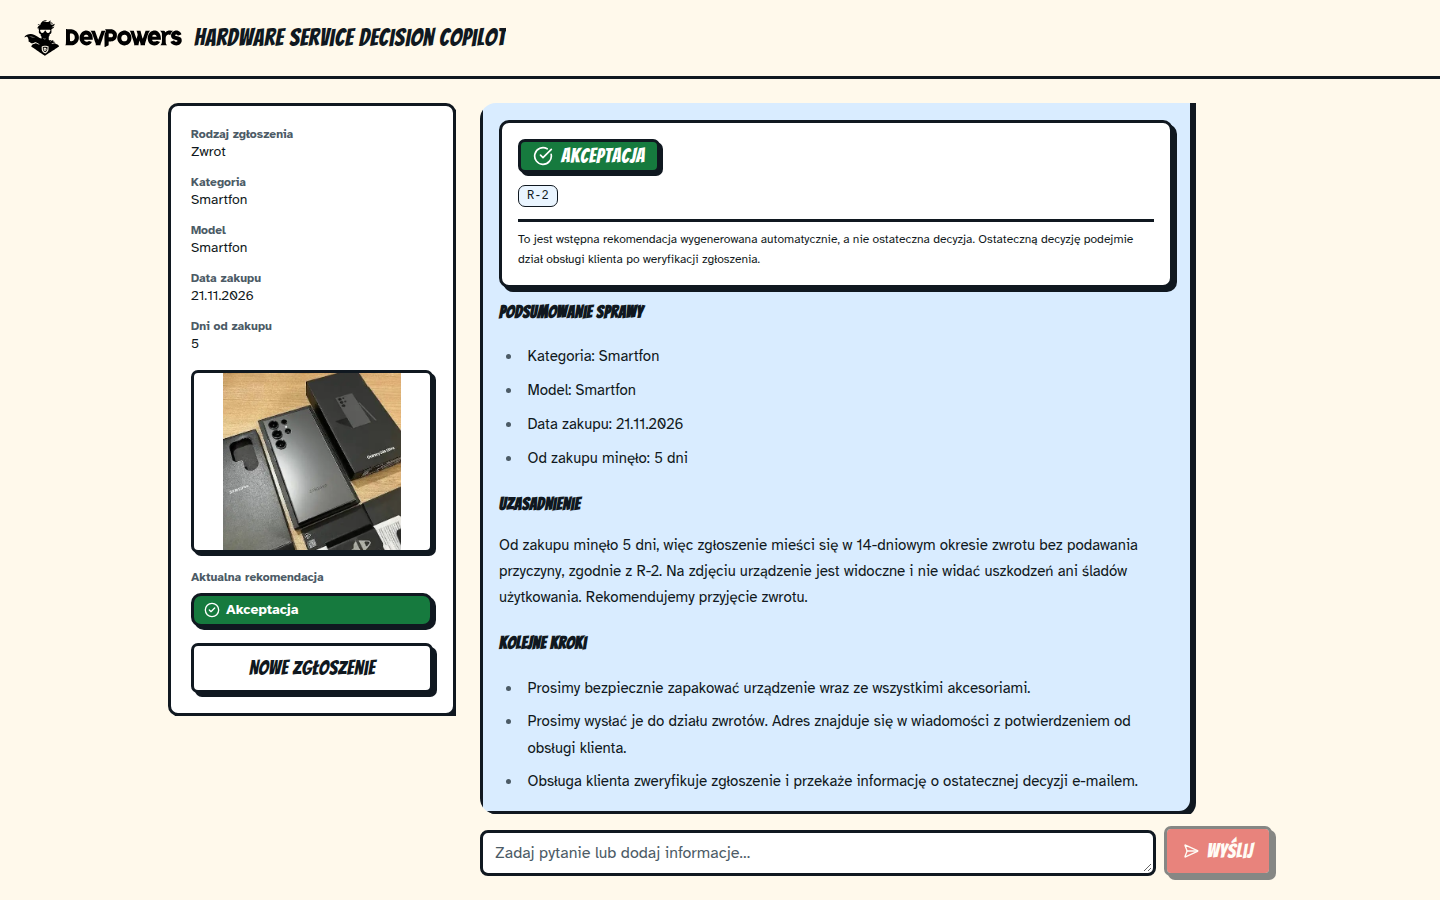 DevPowers HARDWARE SERVICE DECISION COPILOT
Rodzaj zgłoszenia
Zwrot
Kategoria
Smartfon
Model
Smartfon
Data zakupu
21.11.2026
Dni od zakupu
5
Aktualna rekomendacja
Akceptacja
NOWE ZGŁOSZENIE
AKCEPTACJA
R-2
To jest wstępna rekomendacja wygenerowana automatycznie, a nie ostateczna decyzja. Ostateczną decyzję podejmie
dział obsługi klienta po weryfikacji zgłoszenia.
PODSUMOWANIE SPRAWY
Kategoria: Smartfon
Model: Smartfon
Data zakupu: 21.11.2026
Od zakupu minęło: 5 dni
UZASADNIENIE
Od zakupu minęło 5 dni, więc zgłoszenie mieści się w 14-dniowym okresie zwrotu bez podawania
przyczyny, zgodnie z R-2. Na zdjęciu urządzenie jest widoczne i nie widać uszkodzeń ani śladów
użytkowania. Rekomendujemy przyjęcie zwrotu.
KOLEJNE KROKI
Prosimy bezpiecznie zapakować urządzenie wraz ze wszystkimi akcesoriami.
Prosimy wysłać je do działu zwrotów. Adres znajduje się w wiadomości z potwierdzeniem od
obsługi klienta.
Obsługa klienta zweryfikuje zgłoszenie i przekaże informację o ostatecznej decyzji e-mailem.
Zadaj pytanie lub dodaj informacje...
WYŚLIJ